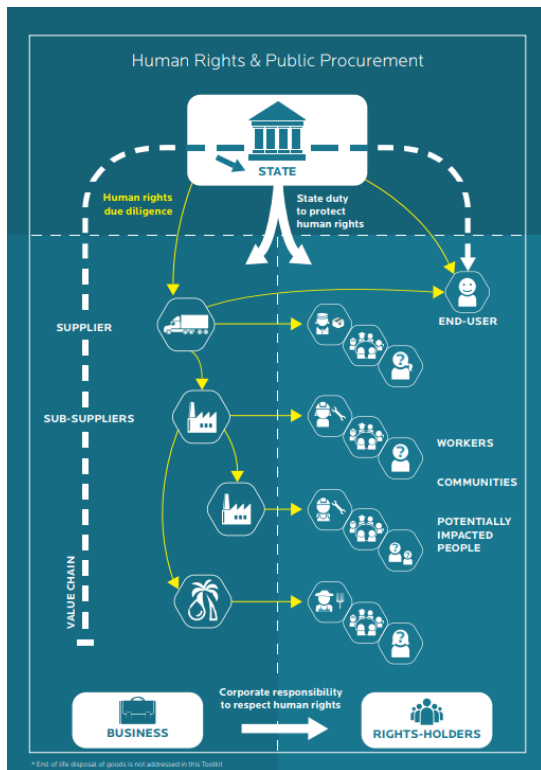 Human Rights & Public Procurement
STATE
Human rights
due diligence
State duty
to protect
human rights
SUPPLIER
END-USER
SUB-SUPPLIERS
WORKERS
COMMUNITIES
POTENTIALLY
IMPACTED
PEOPLE
VALUE CHAIN
Corporate responsibility
to respect human rights
BUSINESS
RIGHTS-HOLDERS
* End of life disposal of goods is not addressed in this Toolkit